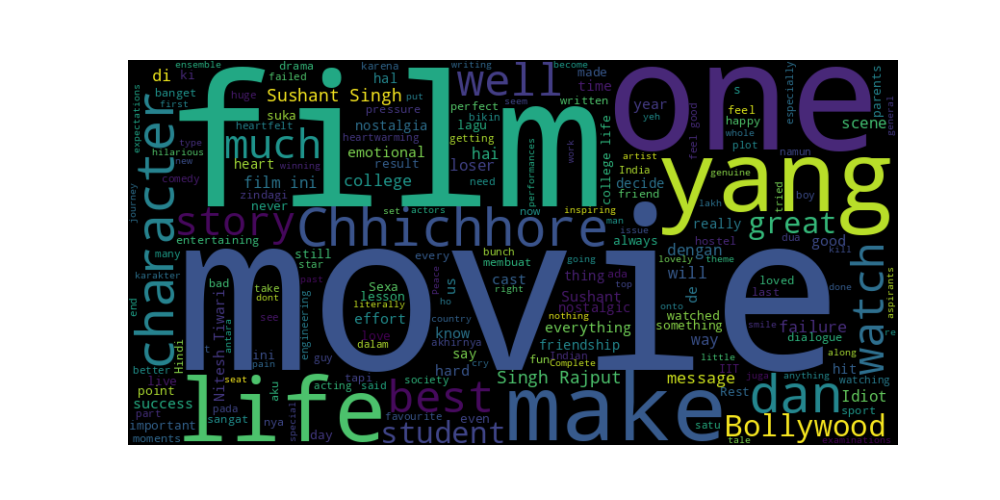 ensemble
drama
karena
writing
become
di
ki
banget
failed
hal
put
well
made
huge
first
Sushant Singh
pressure
time
film
one
s
especially
parents
expectations
suka
perfect
written
seem
year
feel
yeh
happy
scene
general
type
heartfelt
nostalgia
lagu
bikin
performances
work
college life
feel good
whole
plot
hilarious
much
heartwarming
getting
new
emotional
hai
artist
namun
winning
heart
result
loser
India
yang
genuine
comedy
film ini
college
need
decide
lakh
tried
boy
journey
zindagi
friend
never
set
actors
now
inspiring
character
story
Chhichhore
man
issue
really
hostel
great
dua
good
kill
entertaining
always
many
still
every
bunch
membuat
going
dengan
lovely
theme
star
Peace
us
cast
thing
ada
top
will
de
watch
karakter
movie
bad
take
dont
Sexa
lesson
literally
right
Sushant
nostalgic
onto
loved
last
done
end
Nitesh Tiwari
antara
see
engineering
past
effort
love
ho
country
know
nothing
everything
watched
something
smile
failure
aspirants
t
dalam
akhirnya
friendship
way
dialogue
re
Hindi
pain
say
cry
fun
Indian
Complete
little
IIT
hit
along
better
ini
guy
hard
Singh Rajput
message
juga
anything
watching
live
seat
acting
said
tapi
society
point
life
aku
best
make
Rest
dan
Idiot
success
part
pada
nya
special
favourite
even
sport
important
sangat
day
student
satu
Bollywood
moments
tale
examinations